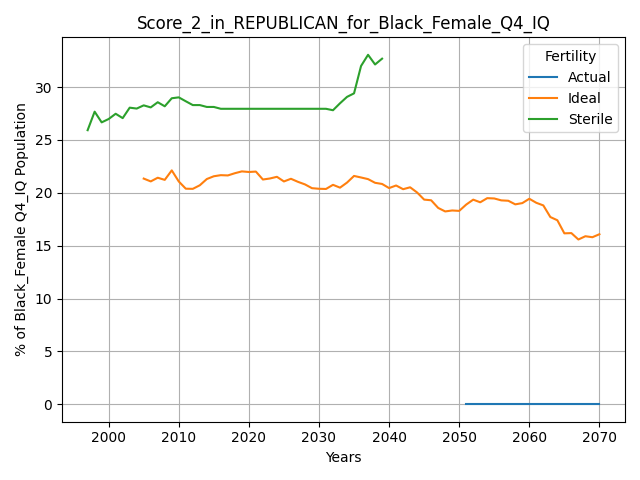 Score_2_in_REPUBLICAN_for_Black_Female_Q4_IQ
% of Black_Female Q4_IQ Population
30
25
20
15
10
5
0
Fertility
Actual
Ideal
Sterile
2000 2010 2020 2030 2040 2050 2060 2070
Years